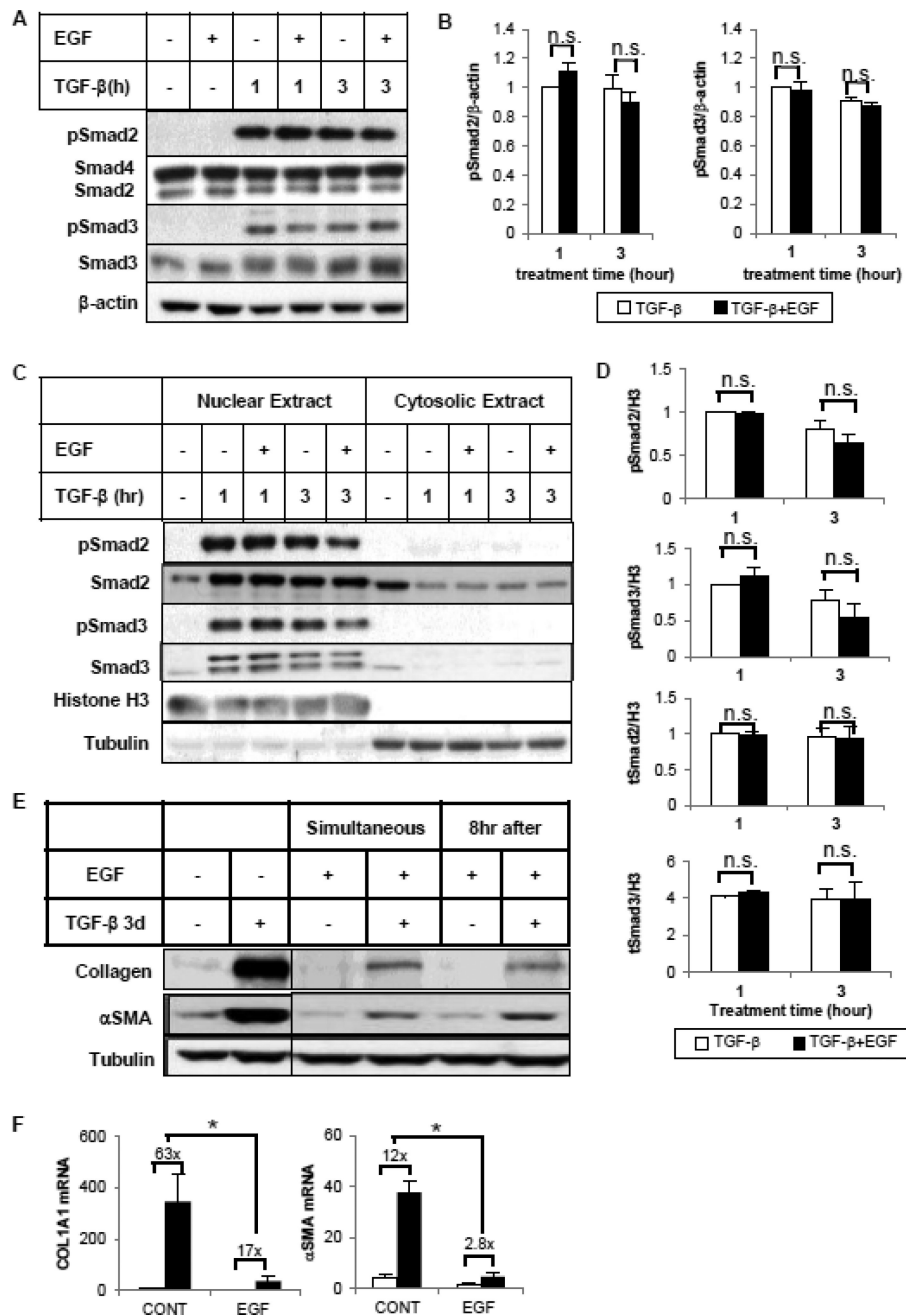 A
EGF - + - + - +
TGF-β(h) - - 1 1 3 3
pSmad2
Smad4
Smad2
pSmad3
Smad3
β-actin
B
n.s. n.s.
pSmad2/β-actin
1.4
1.2
1
0.8
0.6
0.4
0.2
0
1 3
treatment time (hour)
n.s. n.s.
pSmad3/β-actin
1.4
1.2
1
0.8
0.6
0.4
0.2
0
1 3
treatment time (hour)
TGF-β TGF-β+EGF
C
Nuclear Extract Cytosolic Extract
EGF - - + - + - - + - +
TGF-β (hr) - 1 1 3 3 - 1 1 3 3
pSmad2
Smad2
pSmad3
Smad3
Histone H3
Tubulin
D
n.s. n.s.
pSmad2/H3
1.5
1
0.5
0
1 3
n.s. n.s.
pSmad3/H3
1.5
1
0.5
0
1 3
n.s. n.s.
tSmad2/H3
1.5
1
0.5
0
1 3
n.s. n.s.
tSmad3/H3
6
4
2
0
1 3
Treatment time (hour)
TGF-β TGF-β+EGF
E
Simultaneous 8hr after
EGF - - + + + +
TGF-β 3d - + - + - +
Collagen
αSMA
Tubulin
F
COL1A1 mRNA
600
400
200
0
63x
*
17x
CONT EGF
αSMA mRNA
60
40
20
0
12x
*
2.8x
CONT EGF